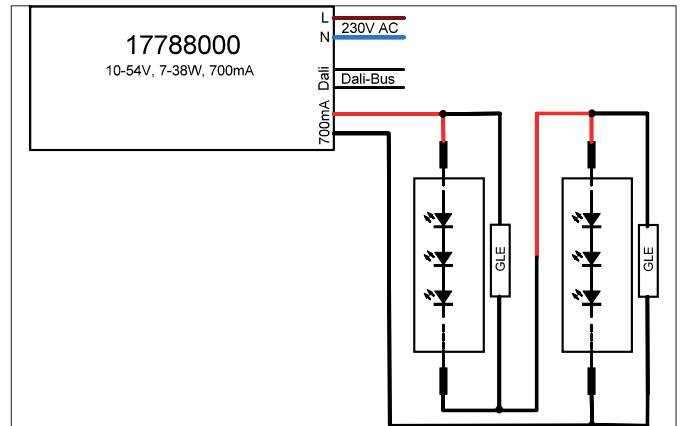 17788000
10-54V, 7-38W, 700mA
L
230V AC
N
Dali
Dali-Bus
700mA
GLE
GLE